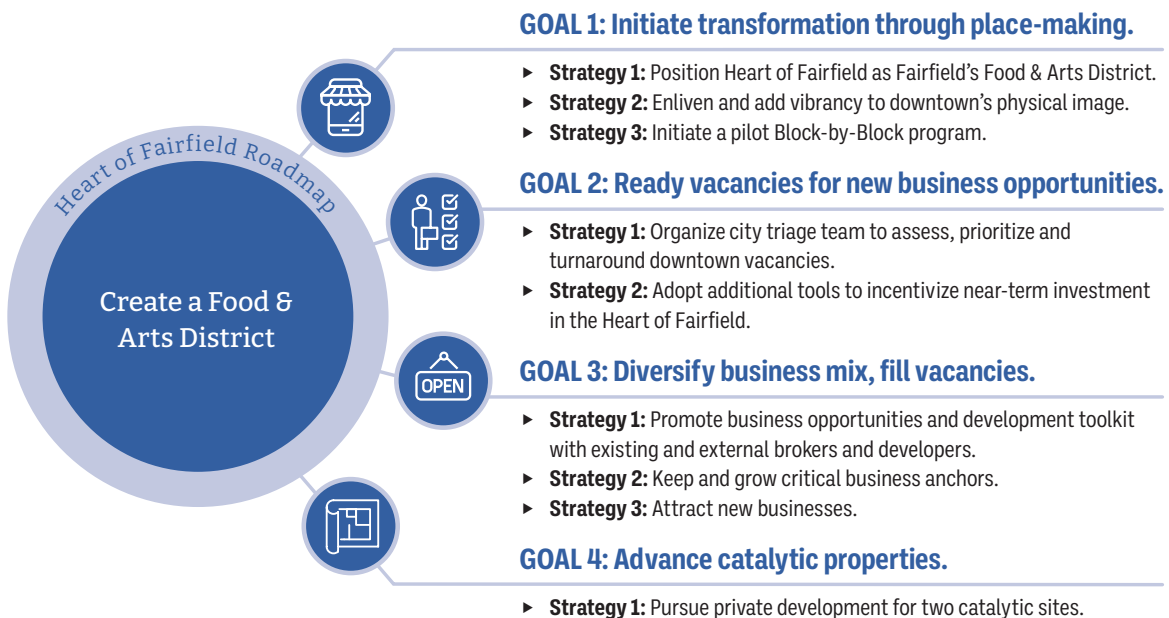 Heart of Fairfield Roadmap
Create a Food &
Arts District
OPEN
GOAL 1: Initiate transformation through place-making.
▸ Strategy 1: Position Heart of Fairfield as Fairfield's Food & Arts District.
▸ Strategy 2: Enliven and add vibrancy to downtown's physical image.
▸ Strategy 3: Initiate a pilot Block-by-Block program.
GOAL 2: Ready vacancies for new business opportunities.
▸ Strategy 1: Organize city triage team to assess, prioritize and
turnaround downtown vacancies.
▸ Strategy 2: Adopt additional tools to incentivize near-term investment
in the Heart of Fairfield.
GOAL 3: Diversify business mix, fill vacancies.
▸ Strategy 1: Promote business opportunities and development toolkit
with existing and external brokers and developers.
▸ Strategy 2: Keep and grow critical business anchors.
▸ Strategy 3: Attract new businesses.
GOAL 4: Advance catalytic properties.
▸ Strategy 1: Pursue private development for two catalytic sites.